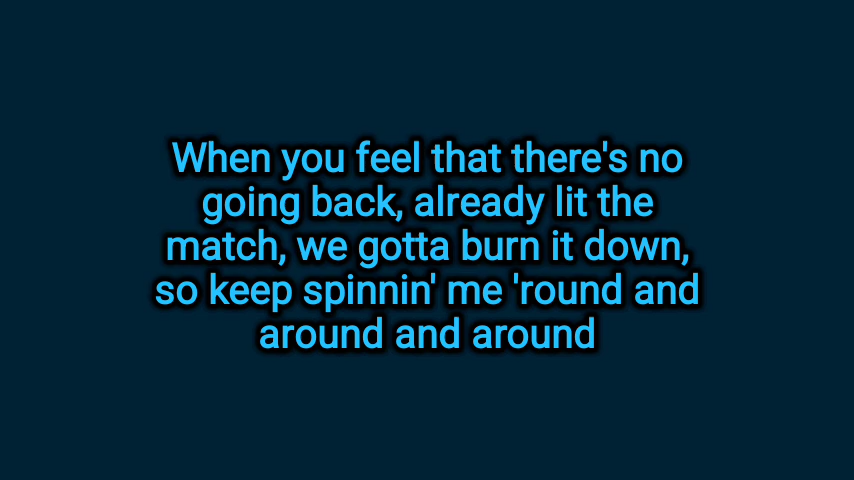 When you feel that there's no
going back, already lit the
match, we gotta burn it down,
so keep spinnin' me 'round and
around and around